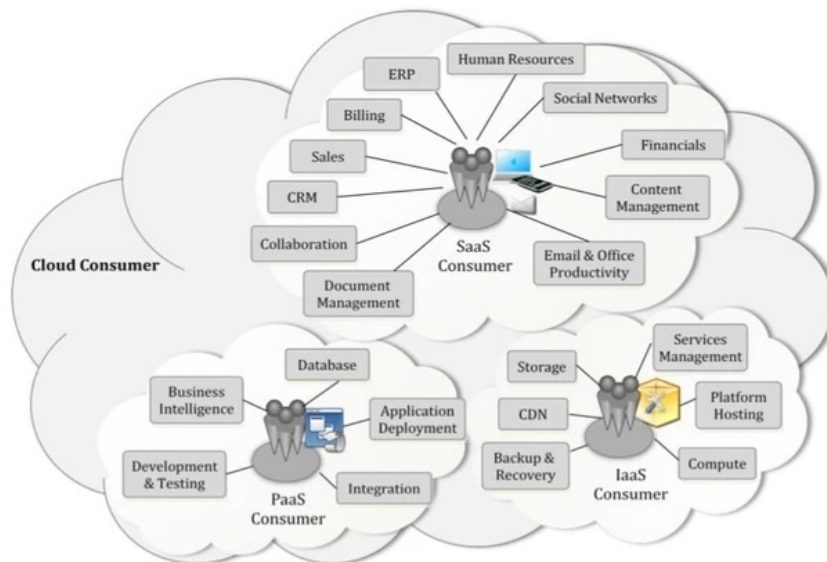 Human Resources
ERP
Social Networks
Billing
Financials
Sales
Content
Management
CRM
Collaboration
SaaS
Consumer
Email & Office
Productivity
Document
Management
Cloud Consumer
Database
Business
Intelligence
Application
Deployment
Development
& Testing
Integration
PaaS
Consumer
Services
Management
Storage
Platform
Hosting
CDN
Backup &
Recovery
Compute
IaaS
Consumer